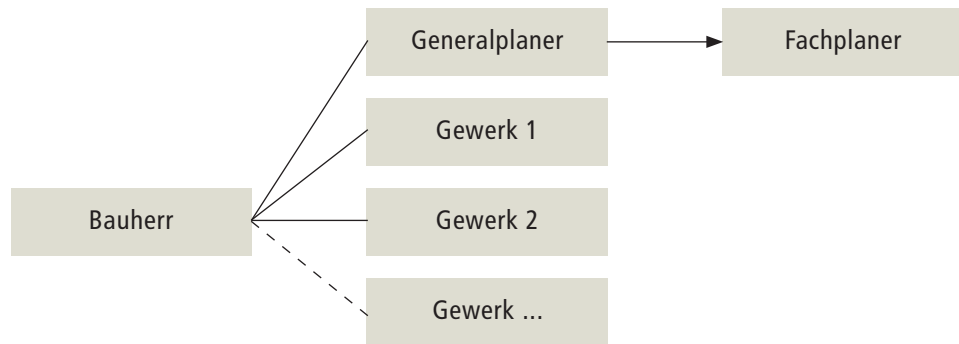 Generalplaner
Fachplaner
Gewerk 1
Bauherr
Gewerk 2
Gewerk ...